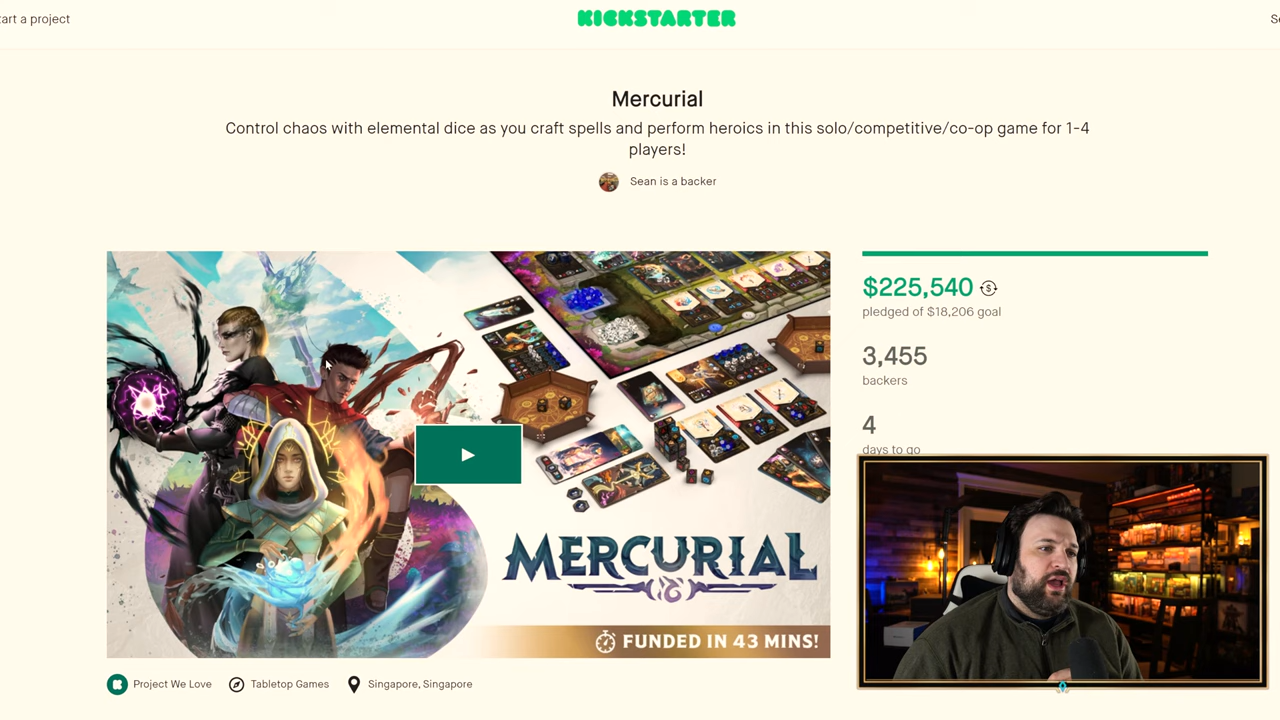 tart a project
KICKSTARTER
Se
Mercurial
Control chaos with elemental dice as you craft spells and perform heroics in this solo/competitive/co-op game for 1-4
players!
Sean is a backer
$225,540
pledged of $18,206 goal
3,455
backers
4
days to go
MERCURIAL
FUNDED IN 43 MINS!
Project We Love
Tabletop Games
Singapore, Singapore